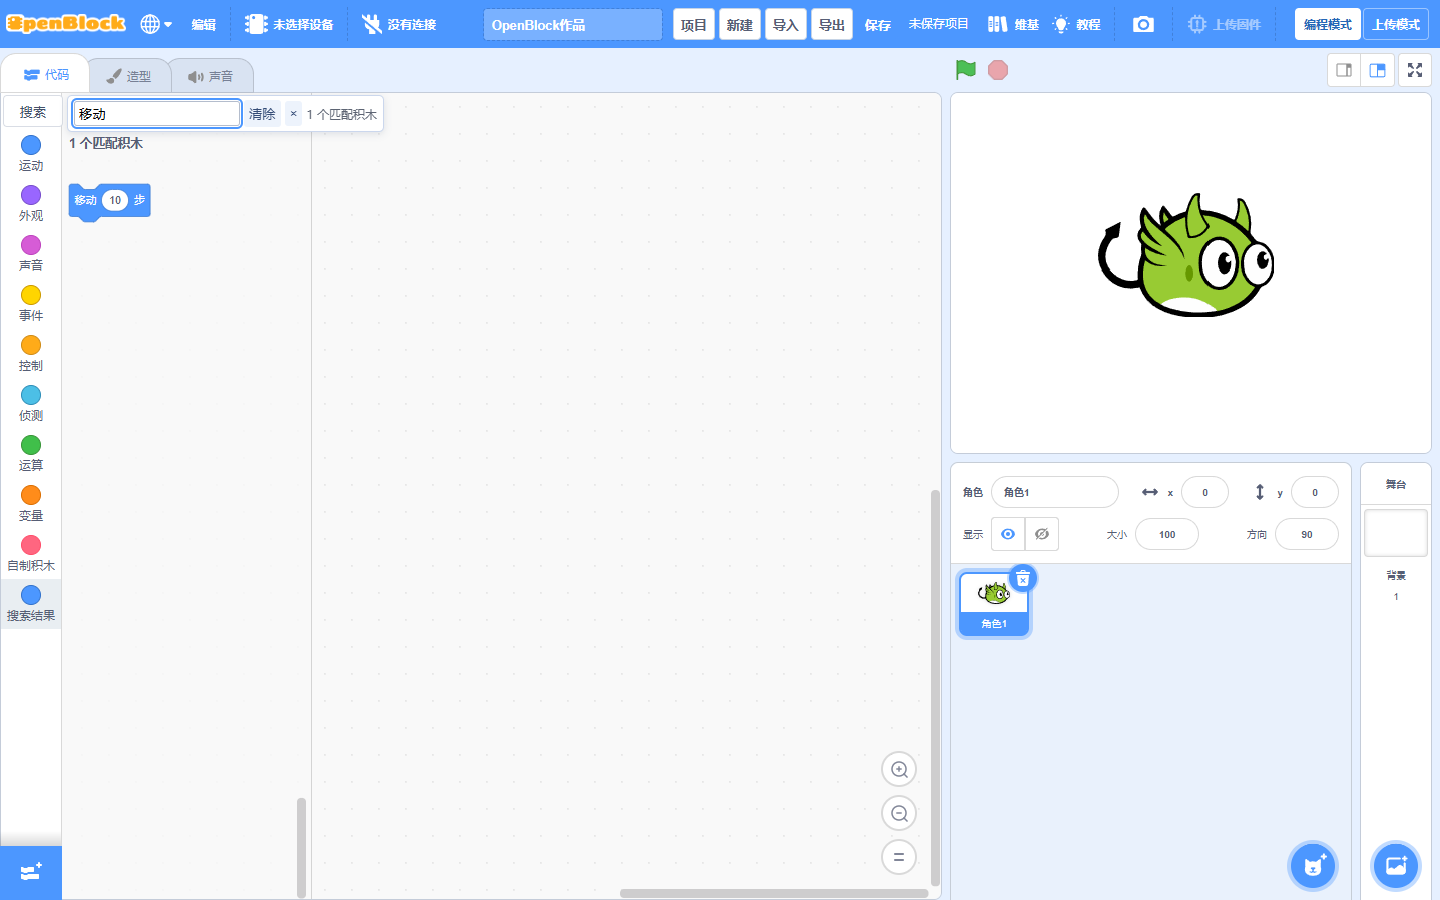 OpenBlock
编辑
未选择设备
没有连接
OpenBlock作品
项目
新建
导入
导出
保存
未保存项目
维基
教程
上传固件
编程模式
上传模式
代码
造型
声音
搜索
移动
清除
×
1 个匹配积木
1 个匹配积木
移动 10 步
运动
外观
声音
事件
控制
侦测
运算
变量
自制积木
搜索结果
角色
角色1
x
0
y
0
显示
大小
100
方向
90
角色1
舞台
背景
1